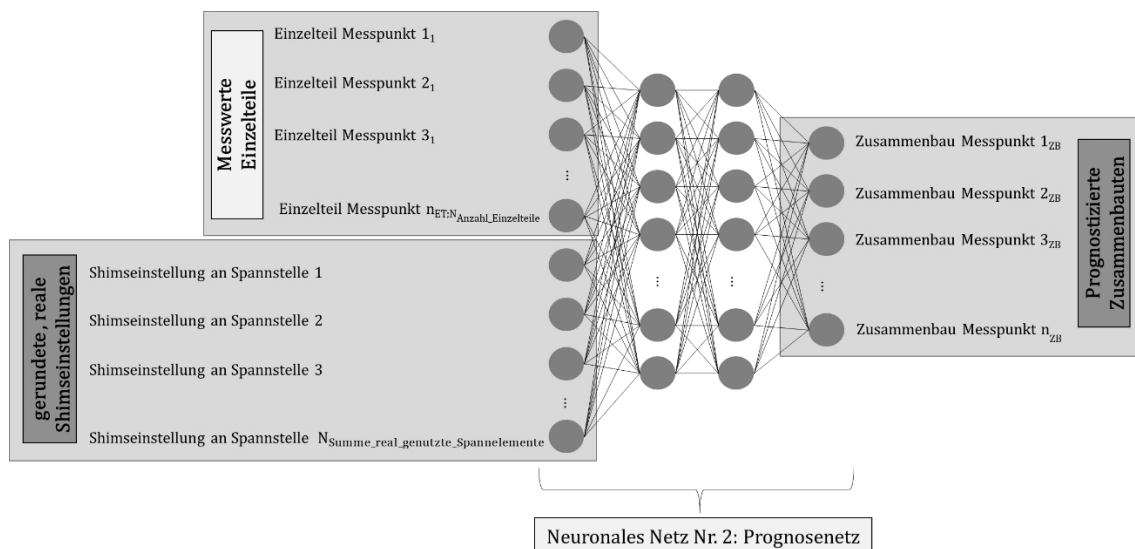 Messwerte
Einzelteile
Einzelteil Messpunkt 1₁
Einzelteil Messpunkt 2₁
Einzelteil Messpunkt 3₁
...
Einzelteil Messpunkt n_ET;N_Anzahl_Einzelteile
gerundete, reale
Shimseinstellungen
Shimseinstellung an Spannstelle 1
Shimseinstellung an Spannstelle 2
Shimseinstellung an Spannstelle 3
...
Shimseinstellung an Spannstelle N_Summe_real_genutzte_Spannelemente
...
...
Zusammenbau Messpunkt 1_ZB
Zusammenbau Messpunkt 2_ZB
Zusammenbau Messpunkt 3_ZB
...
Zusammenbau Messpunkt n_ZB
Prognostizierte
Zusammenbauten
Neuronales Netz Nr. 2: Prognosenetz